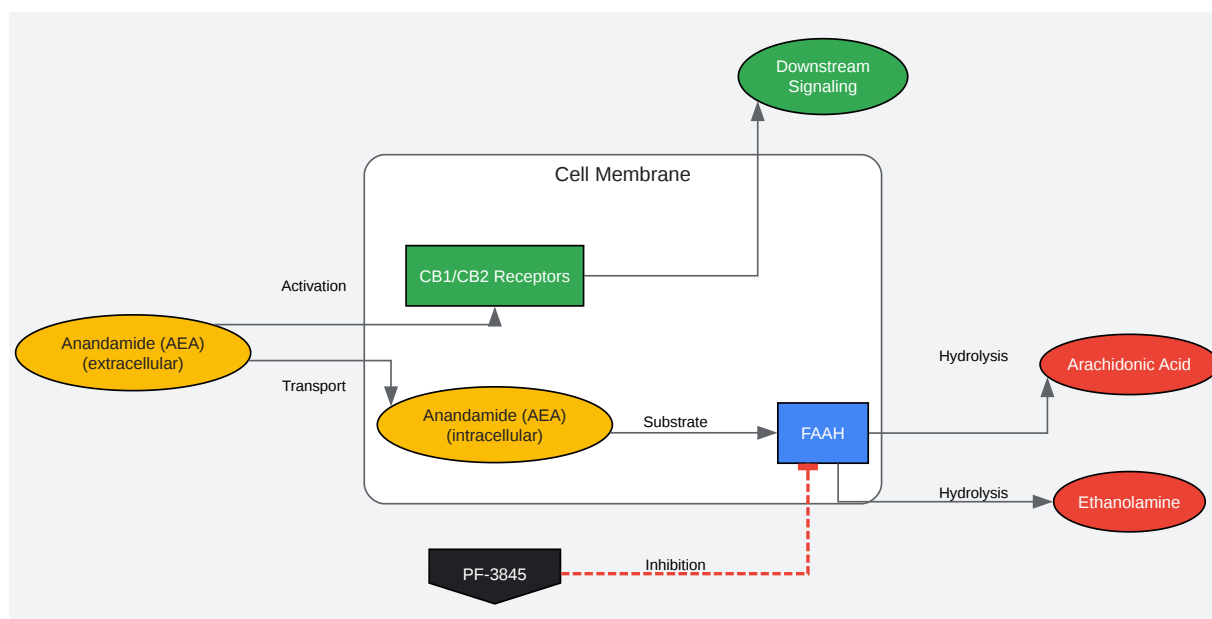 Downstream
Signaling
Cell Membrane
CB1/CB2 Receptors
Activation
Anandamide (AEA)
(extracellular)
Transport
Anandamide (AEA)
(intracellular)
Substrate
FAAH
Hydrolysis
Arachidonic Acid
Hydrolysis
Ethanolamine
PF-3845
Inhibition